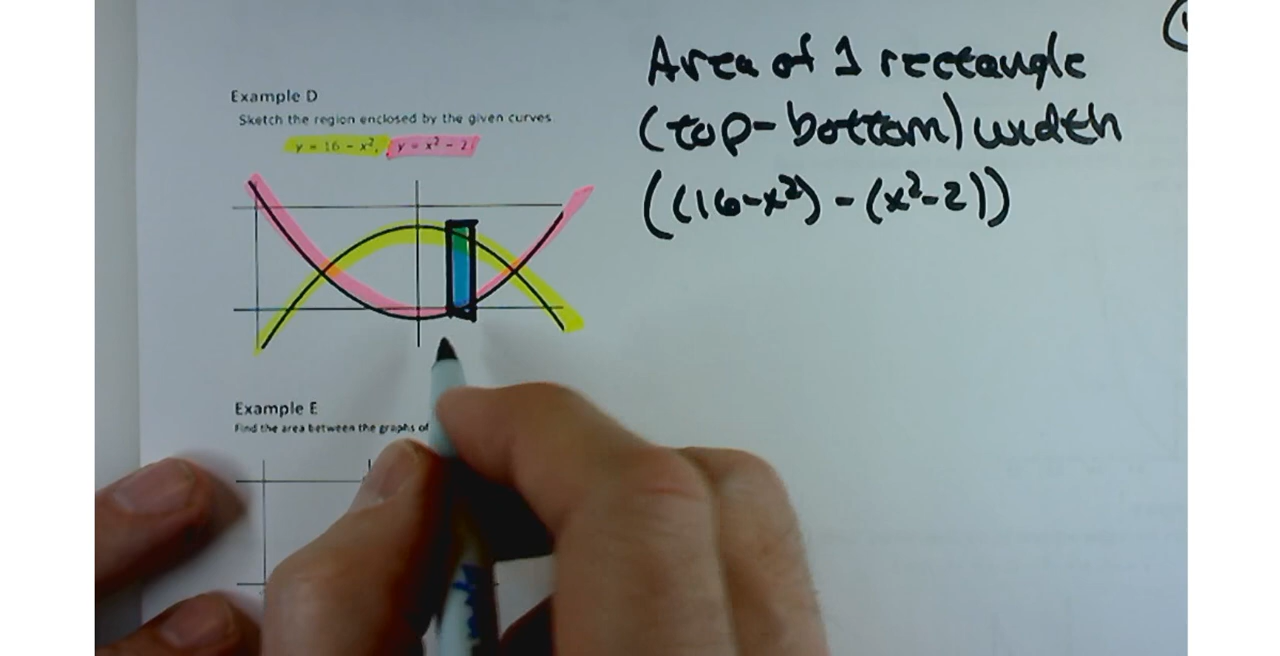 Area of 1 rectangle
(top-bottom) width
((16-x²) - (x²-2))
Example D
Sketch the region enclosed by the given curves
y = 16 - x², y = x² - 2
Example E
Find the area between the graphs of